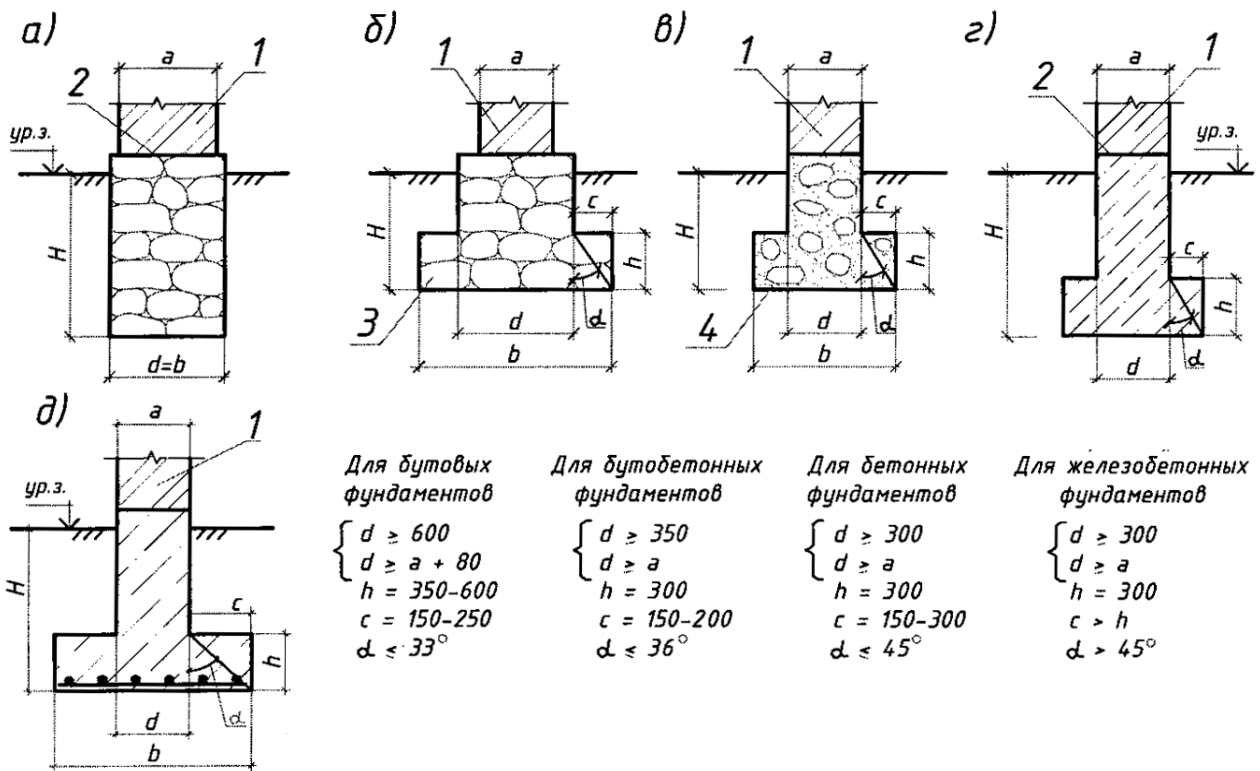 а)
a
1
2
ур.з.
H
d=b
б)
1
a
H
c
h
3
d
α
b
в)
1
a
H
c
h
4
d
α
b
г)
2
a
1
ур.з.
H
c
h
d
α
д)
a
1
ур.з.
H
c
h
d
α
b
Для бутовых
фундаментов
d ≥ 600
d ≥ a + 80
h = 350-600
c = 150-250
α ≤ 33°
Для бутобетонных
фундаментов
d ≥ 350
d ≥ a
h = 300
c = 150-200
α ≤ 36°
Для бетонных
фундаментов
d ≥ 300
d ≥ a
h = 300
c = 150-300
α ≤ 45°
Для железобетонных
фундаментов
d ≥ 300
d ≥ a
h = 300
c > h
α > 45°